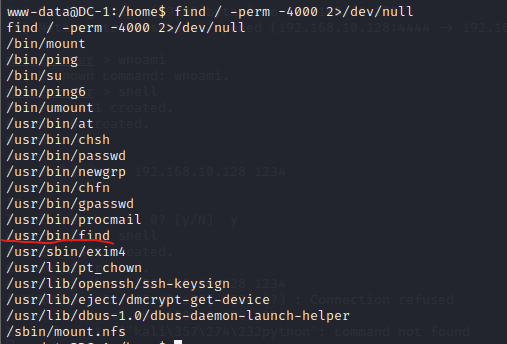 www-data@DC-1:/home$ find / -perm -4000 2>/dev/null
find / -perm -4000 2>/dev/null
/bin/mount
/bin/ping
/bin/su
/bin/ping6
/bin/umount
/usr/bin/at
/usr/bin/chsh
/usr/bin/passwd
/usr/bin/newgrp
/usr/bin/chfn
/usr/bin/gpasswd
/usr/bin/procmail
/usr/bin/find
/usr/sbin/exim4
/usr/lib/pt_chown
/usr/lib/openssh/ssh-keysign
/usr/lib/eject/dmcrypt-get-device
/usr/lib/dbus-1.0/dbus-daemon-launch-helper
/sbin/mount.nfs